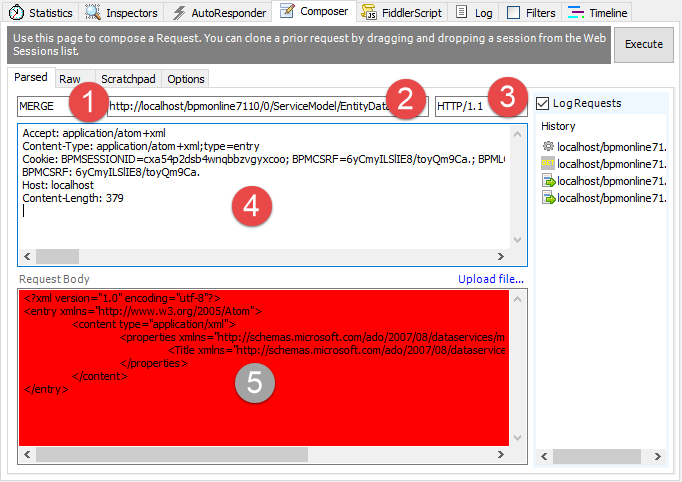 Statistics Inspectors AutoResponder Composer FiddlerScript Log Filters Timeline
Use this page to compose a Request. You can clone a prior request by dragging and dropping a session from the Web
Sessions list.
Execute
Parsed Raw Scratchpad Options
MERGE 1 http://localhost/bpmonline7110/0/ServiceModel/EntityData 2 HTTP/1.1 3
Log Requests
History
localhost/bpmonline71.
localhost/bpmonline71.
localhost/bpmonline71.
localhost/bpmonline71.
Accept: application/atom+xml
Content-Type: application/atom+xml;type=entry
Cookie: BPMSESSIONID=cxa54p2dsb4wnqbbzvgyxcoo; BPMCSRF=6yCmyILSlIE8/toyQm9Ca.; BPMLO
BPMCSRF: 6yCmyILSlIE8/toyQm9Ca.
Host: localhost
Content-Length: 379
4
Request Body Upload file...
<?xml version="1.0" encoding="utf-8"?>
<entry xmlns="http://www.w3.org/2005/Atom">
<content type="application/xml">
<properties xmlns="http://schemas.microsoft.com/ado/2007/08/dataservices/m
<Title xmlns="http://schemas.microsoft.com/ado/2007/08/dataservice
</properties>
</content>
</entry>
5